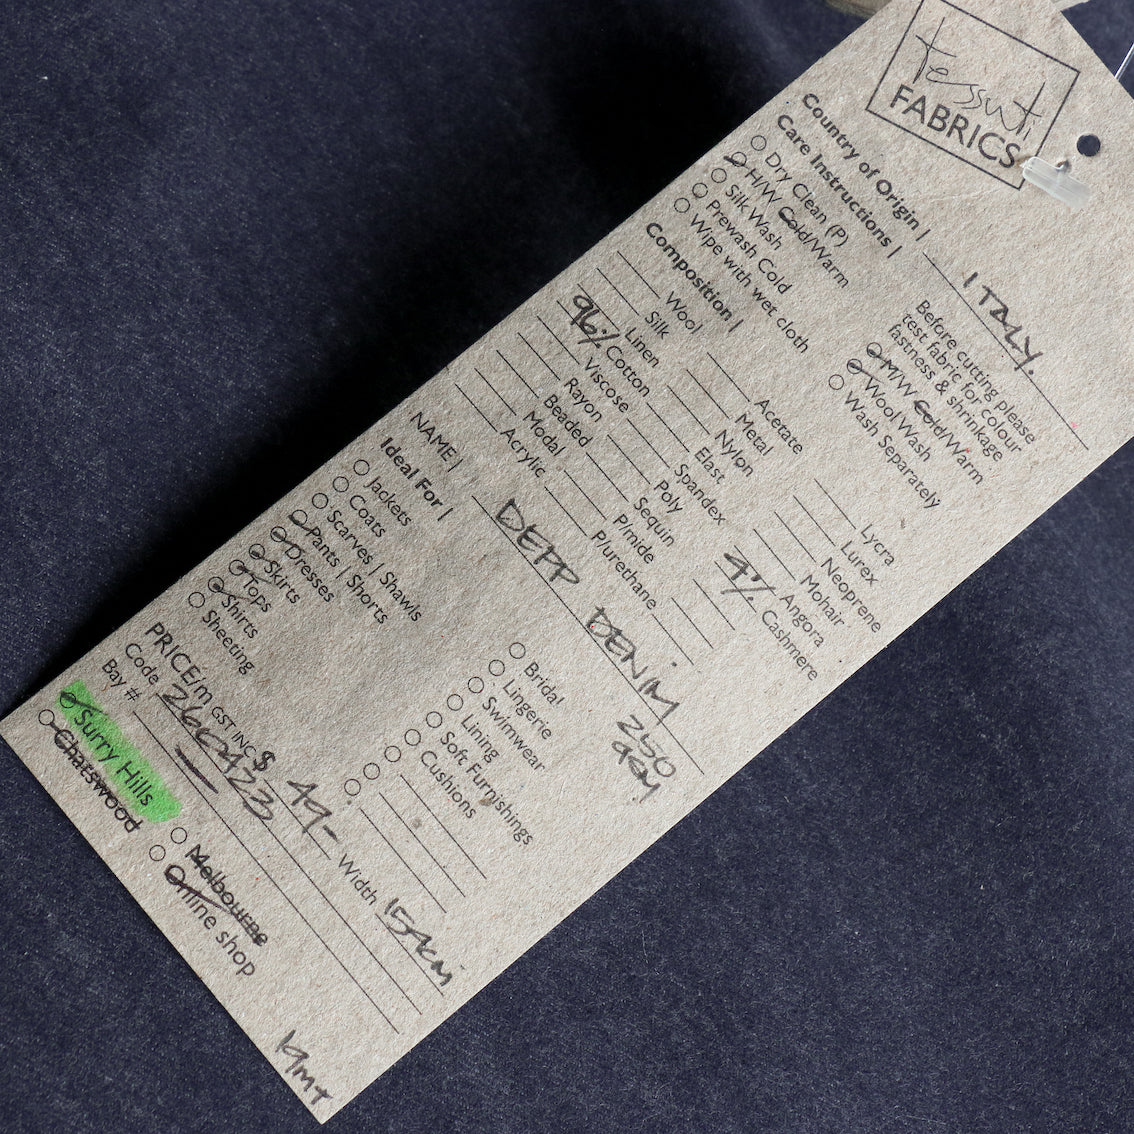 tessuti
FABRICS
Country of Origin | ITALY.
Care Instructions |
Before cutting please
test fabric for colour
fastness & shrinkage
Dry Clean (P)
H/W Cold/Warm
M/W Cold/Warm
Silk Wash
Wool Wash
Prewash Cold
Wash Separately
Wipe with wet cloth
Composition |
Wool Acetate Lycra
Silk Metal Lurex
Linen Nylon Neoprene
96% Cotton Elast Mohair
Viscose Spandex Angora
Rayon Poly 4% Cashmere
Beaded Sequin
Modal P/mide
Acrylic P/urethane
NAME | DEPP DENIM
250
GSM
Ideal For |
Jackets Bridal
Coats Lingerie
Scarves | Shawls Swimwear
Pants | Shorts Lining
Dresses Soft Furnishings
Skirts Cushions
Tops
Shirts
Sheeting
PRICE/m GST INC $ 49- Width 154cm
Code 2600423
Bay # —
Surry Hills Melbourne
Chatswood Online shop
19mt